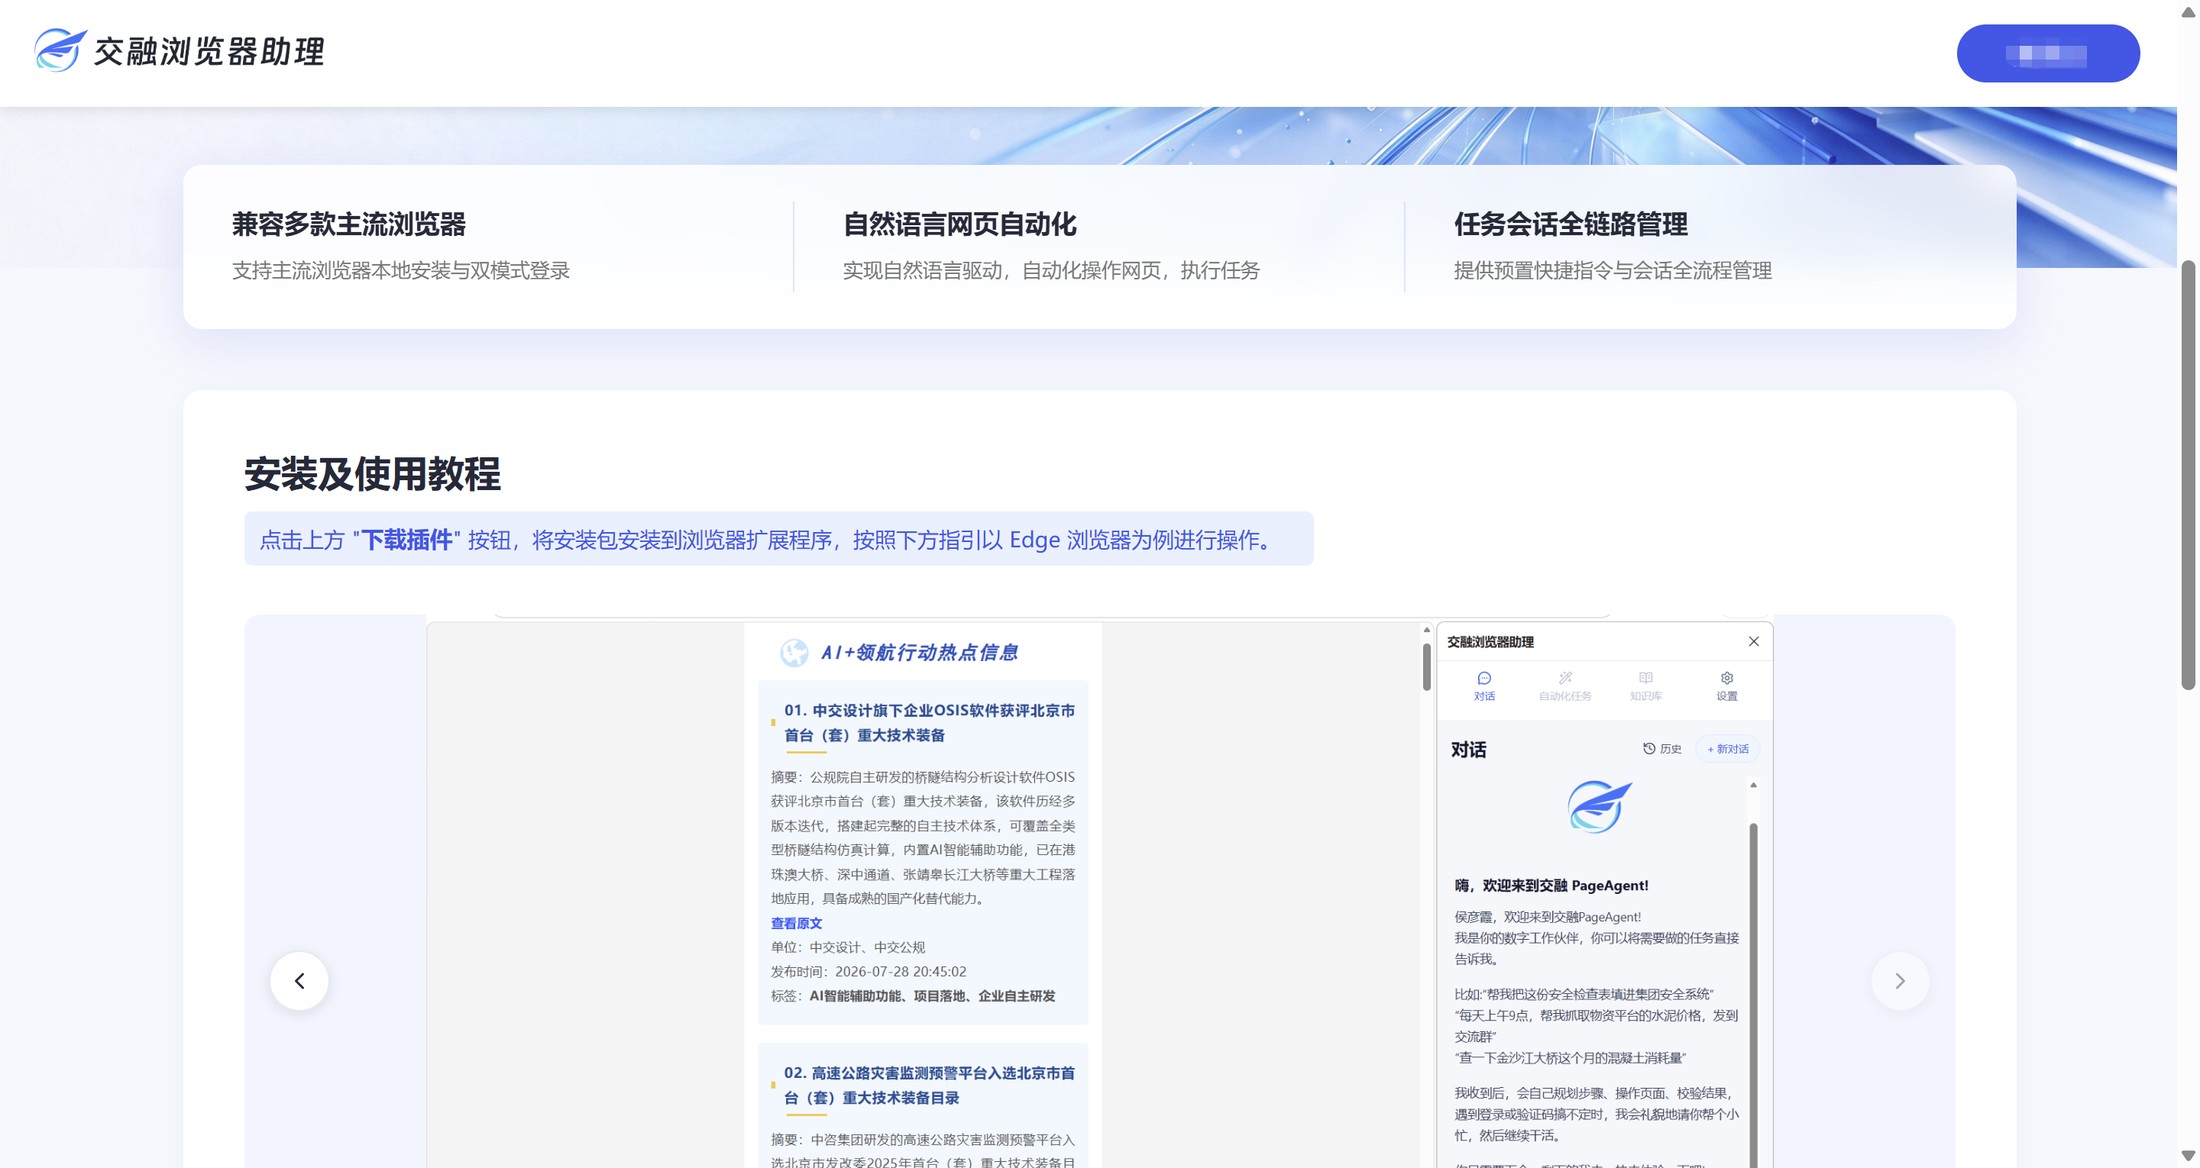 交融浏览器助理
兼容多款主流浏览器
支持主流浏览器本地安装与双模式登录
自然语言网页自动化
实现自然语言驱动，自动化操作网页，执行任务
任务会话全链路管理
提供预置快捷指令与会话全流程管理
安装及使用教程
点击上方 "下载插件" 按钮，将安装包安装到浏览器扩展程序，按照下方指引以 Edge 浏览器为例进行操作。
AI+领航行动热点信息
01. 中交设计旗下企业OSIS软件获评北京市
首台（套）重大技术装备
摘要：公规院自主研发的桥隧结构分析设计软件OSIS
获评北京市首台（套）重大技术装备，该软件历经多
版本迭代，搭建起完整的自主技术体系，可覆盖全类
型桥隧结构仿真计算，内置AI智能辅助功能，已在港
珠澳大桥、深中通道、张靖皋长江大桥等重大工程落
地应用，具备成熟的国产化替代能力。
查看原文
单位：中交设计、中交公规
发布时间：2026-07-28 20:45:02
标签：AI智能辅助功能、项目落地、企业自主研发
02. 高速公路灾害监测预警平台入选北京市首
台（套）重大技术装备目录
摘要：中咨集团研发的高速公路灾害监测预警平台入
选北京市发改委2025年首台（套）重大技术装备目
交融浏览器助理
对话
自动化任务
知识库
设置
对话
历史
+ 新对话
嗨，欢迎来到交融 PageAgent!
侯彦霞，欢迎来到交融PageAgent!
我是你的数字工作伙伴，你可以将需要做的任务直接
告诉我。
比如:"帮我把这份安全检查表填进集团安全系统"
"每天上午9点，帮我抓取物资平台的水泥价格，发到
交流群"
"查一下金沙江大桥这个月的混凝土消耗量"
我收到后，会自己规划步骤、操作页面、校验结果，
遇到登录或验证码搞不定时，我会礼貌地请你帮个小
忙，然后继续干活。